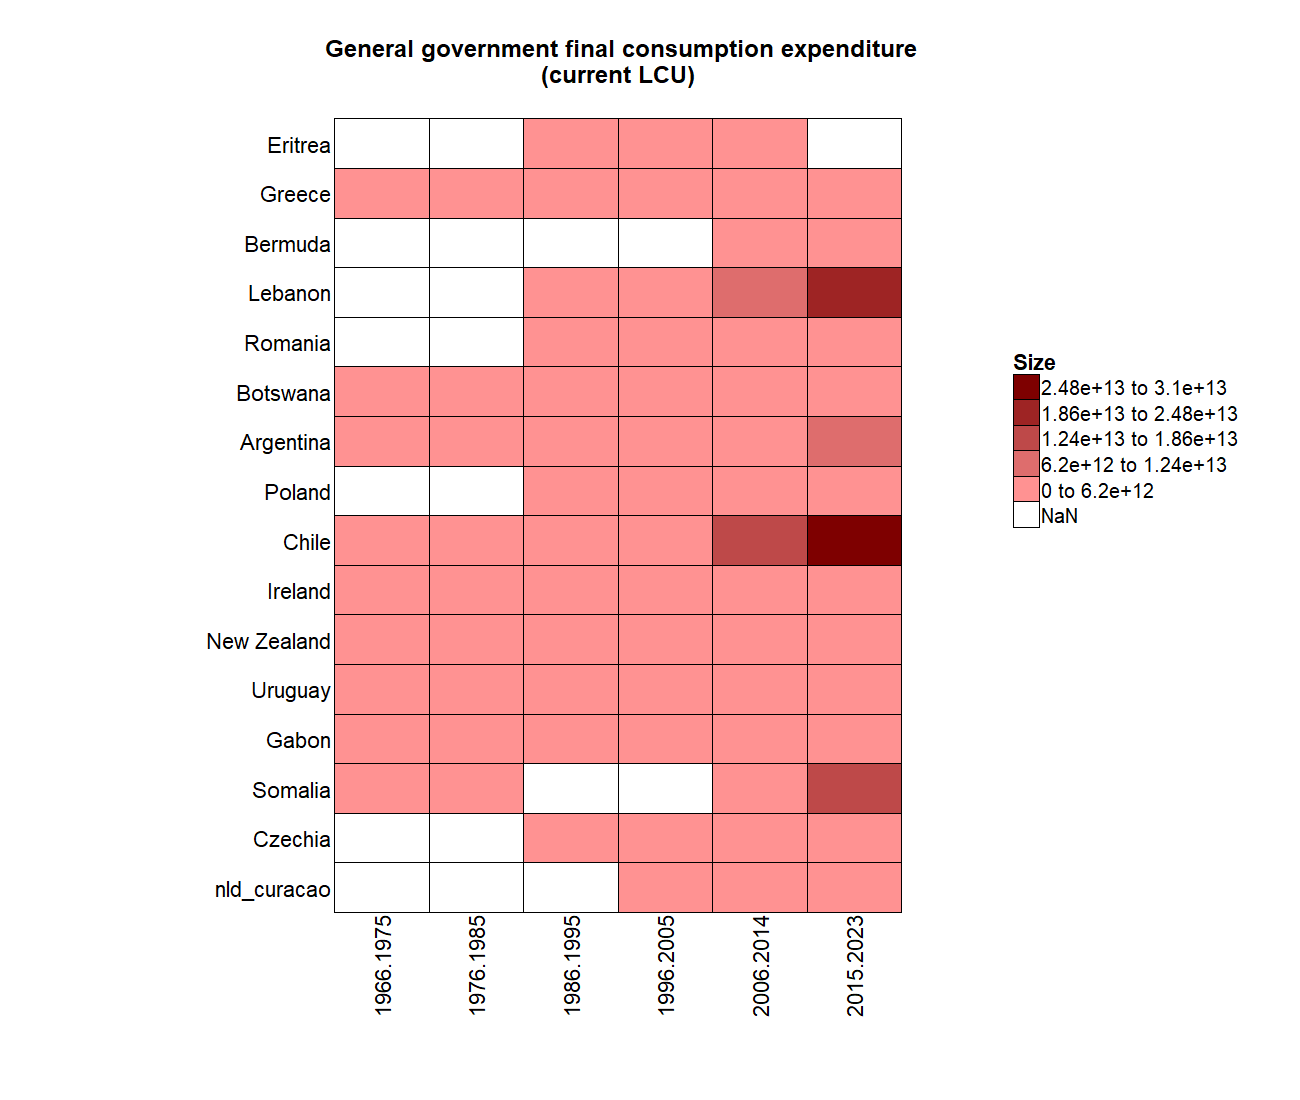 General government final consumption expenditure
(current LCU)
Eritrea
Greece
Bermuda
Lebanon
Romania
Botswana
Argentina
Poland
Chile
Ireland
New Zealand
Uruguay
Gabon
Somalia
Czechia
nld_curacao
1966.1975
1976.1985
1986.1995
1996.2005
2006.2014
2015.2023
Size
2.48e+13 to 3.1e+13
1.86e+13 to 2.48e+13
1.24e+13 to 1.86e+13
6.2e+12 to 1.24e+13
0 to 6.2e+12
NaN